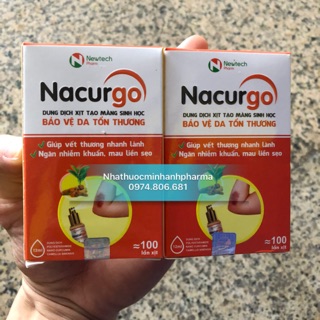 Newtech
Pharm
Nacurgo
DUNG DỊCH XỊT TẠO MÀNG SINH HỌC
BẢO VỆ DA TỔN THƯƠNG
✓ Giúp vết thương nhanh lành
✓ Ngăn nhiễm khuẩn, mau liền sẹo
≈100
lần xịt
Newtech
Pharm
Nacurgo
DUNG DỊCH XỊT TẠO MÀNG SINH HỌC
BẢO VỆ DA TỔN THƯƠNG
✓ Giúp vết thương nhanh lành
✓ Ngăn nhiễm khuẩn, mau liền sẹo
≈100
lần xịt
Nhathuocminhanhpharma
0974.806.681